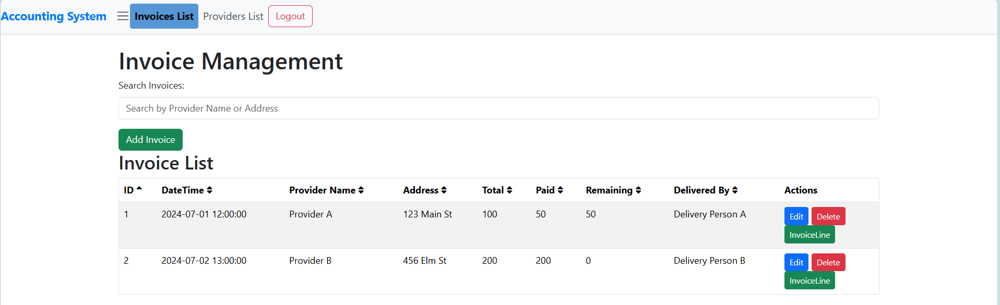 Accounting System Invoices List Providers List Logout
Invoice Management
Search Invoices:
Search by Provider Name or Address
Add Invoice
Invoice List
ID DateTime Provider Name Address Total Paid Remaining Delivered By Actions
1 2024-07-01 12:00:00 Provider A 123 Main St 100 50 50 Delivery Person A Edit Delete
InvoiceLine
2 2024-07-02 13:00:00 Provider B 456 Elm St 200 200 0 Delivery Person B Edit Delete
InvoiceLine